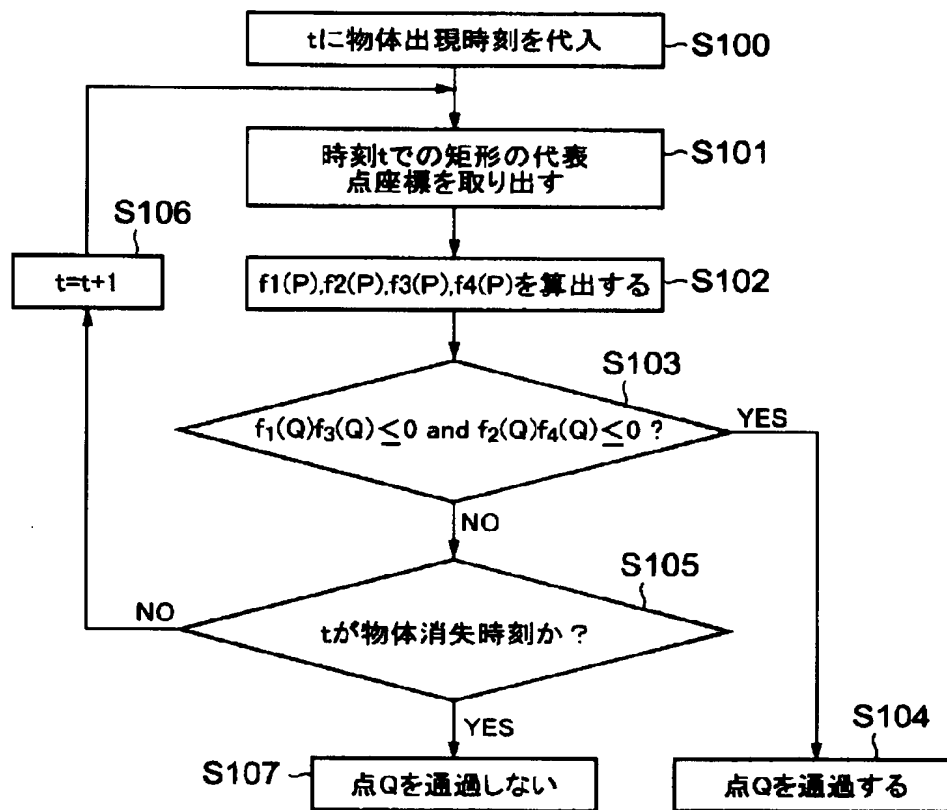 tに物体出現時刻を代入
S100
時刻tでの矩形の代表
点座標を取り出す
S101
S106
t=t+1
f1(P),f2(P),f3(P),f4(P)を算出する
S102
S103
f₁(Q)f₃(Q)≤0 and f₂(Q)f₄(Q)≤0 ?
YES
NO
S105
tが物体消失時刻か?
NO
YES
S104
S107
点Qを通過しない
点Qを通過する